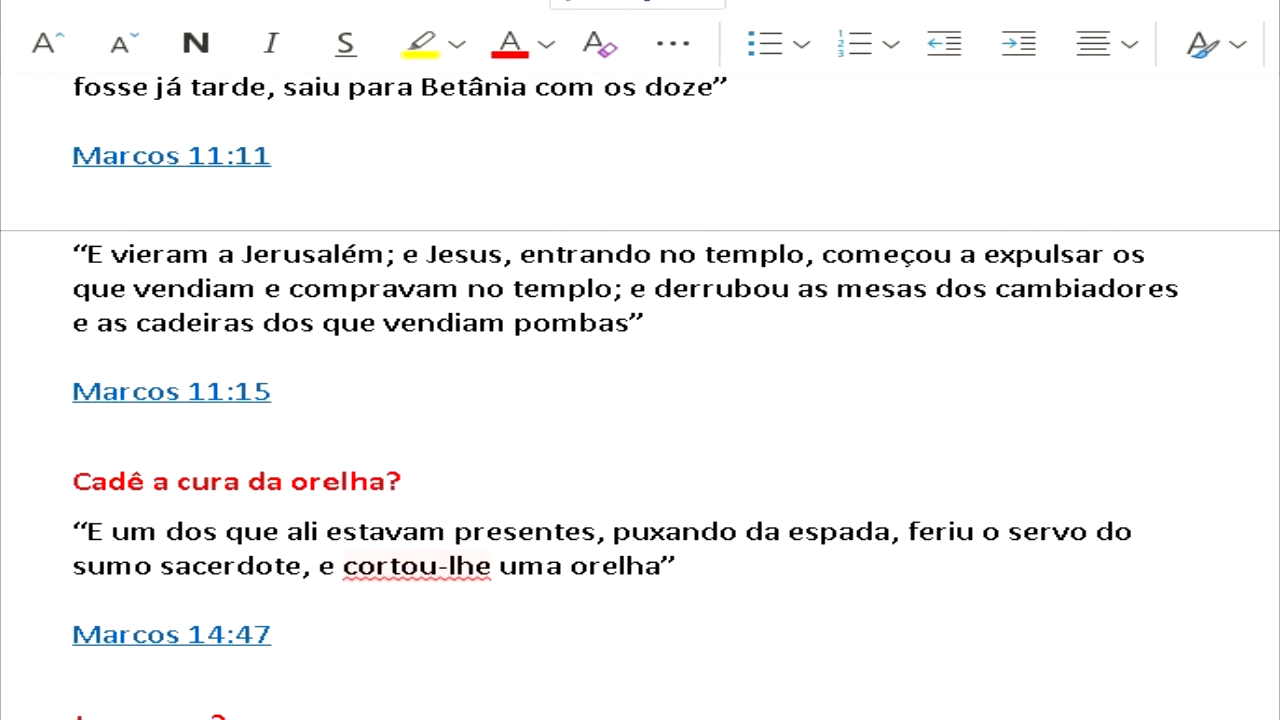 N I S
fosse já tarde, saiu para Betânia com os doze”
Marcos 11:11
“E vieram a Jerusalém; e Jesus, entrando no templo, começou a expulsar os
que vendiam e compravam no templo; e derrubou as mesas dos cambiadores
e as cadeiras dos que vendiam pombas”
Marcos 11:15
Cadê a cura da orelha?
“E um dos que ali estavam presentes, puxando da espada, feriu o servo do
sumo sacerdote, e cortou-lhe uma orelha”
Marcos 14:47